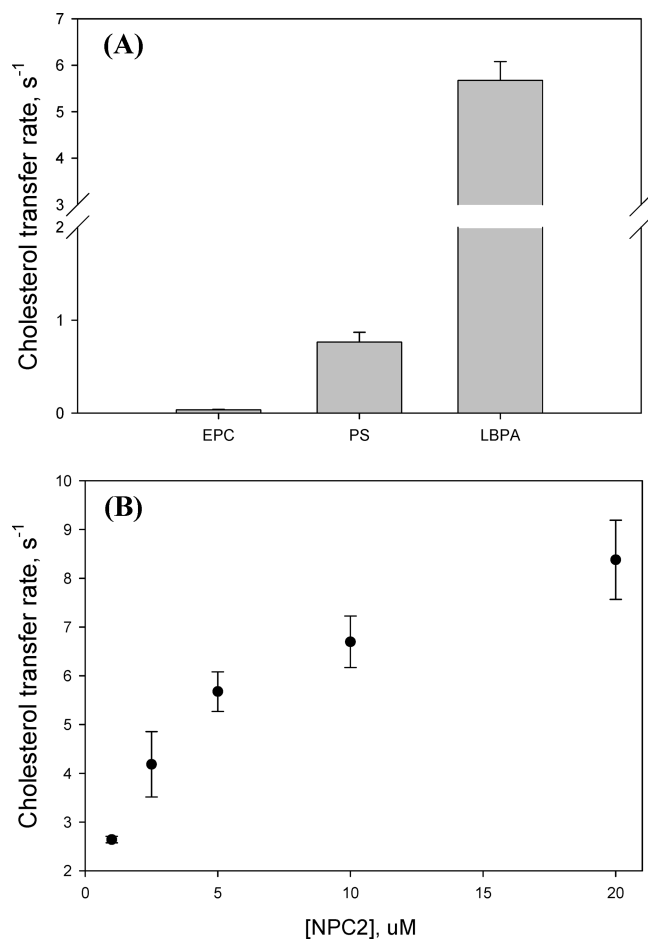 (A)
Cholesterol transfer rate, s⁻¹
7
6
5
4
3
2
1
0
EPC PS LBPA
(B)
Cholesterol transfer rate, s⁻¹
10
9
8
7
6
5
4
3
2
0 5 10 15 20
[NPC2], uM